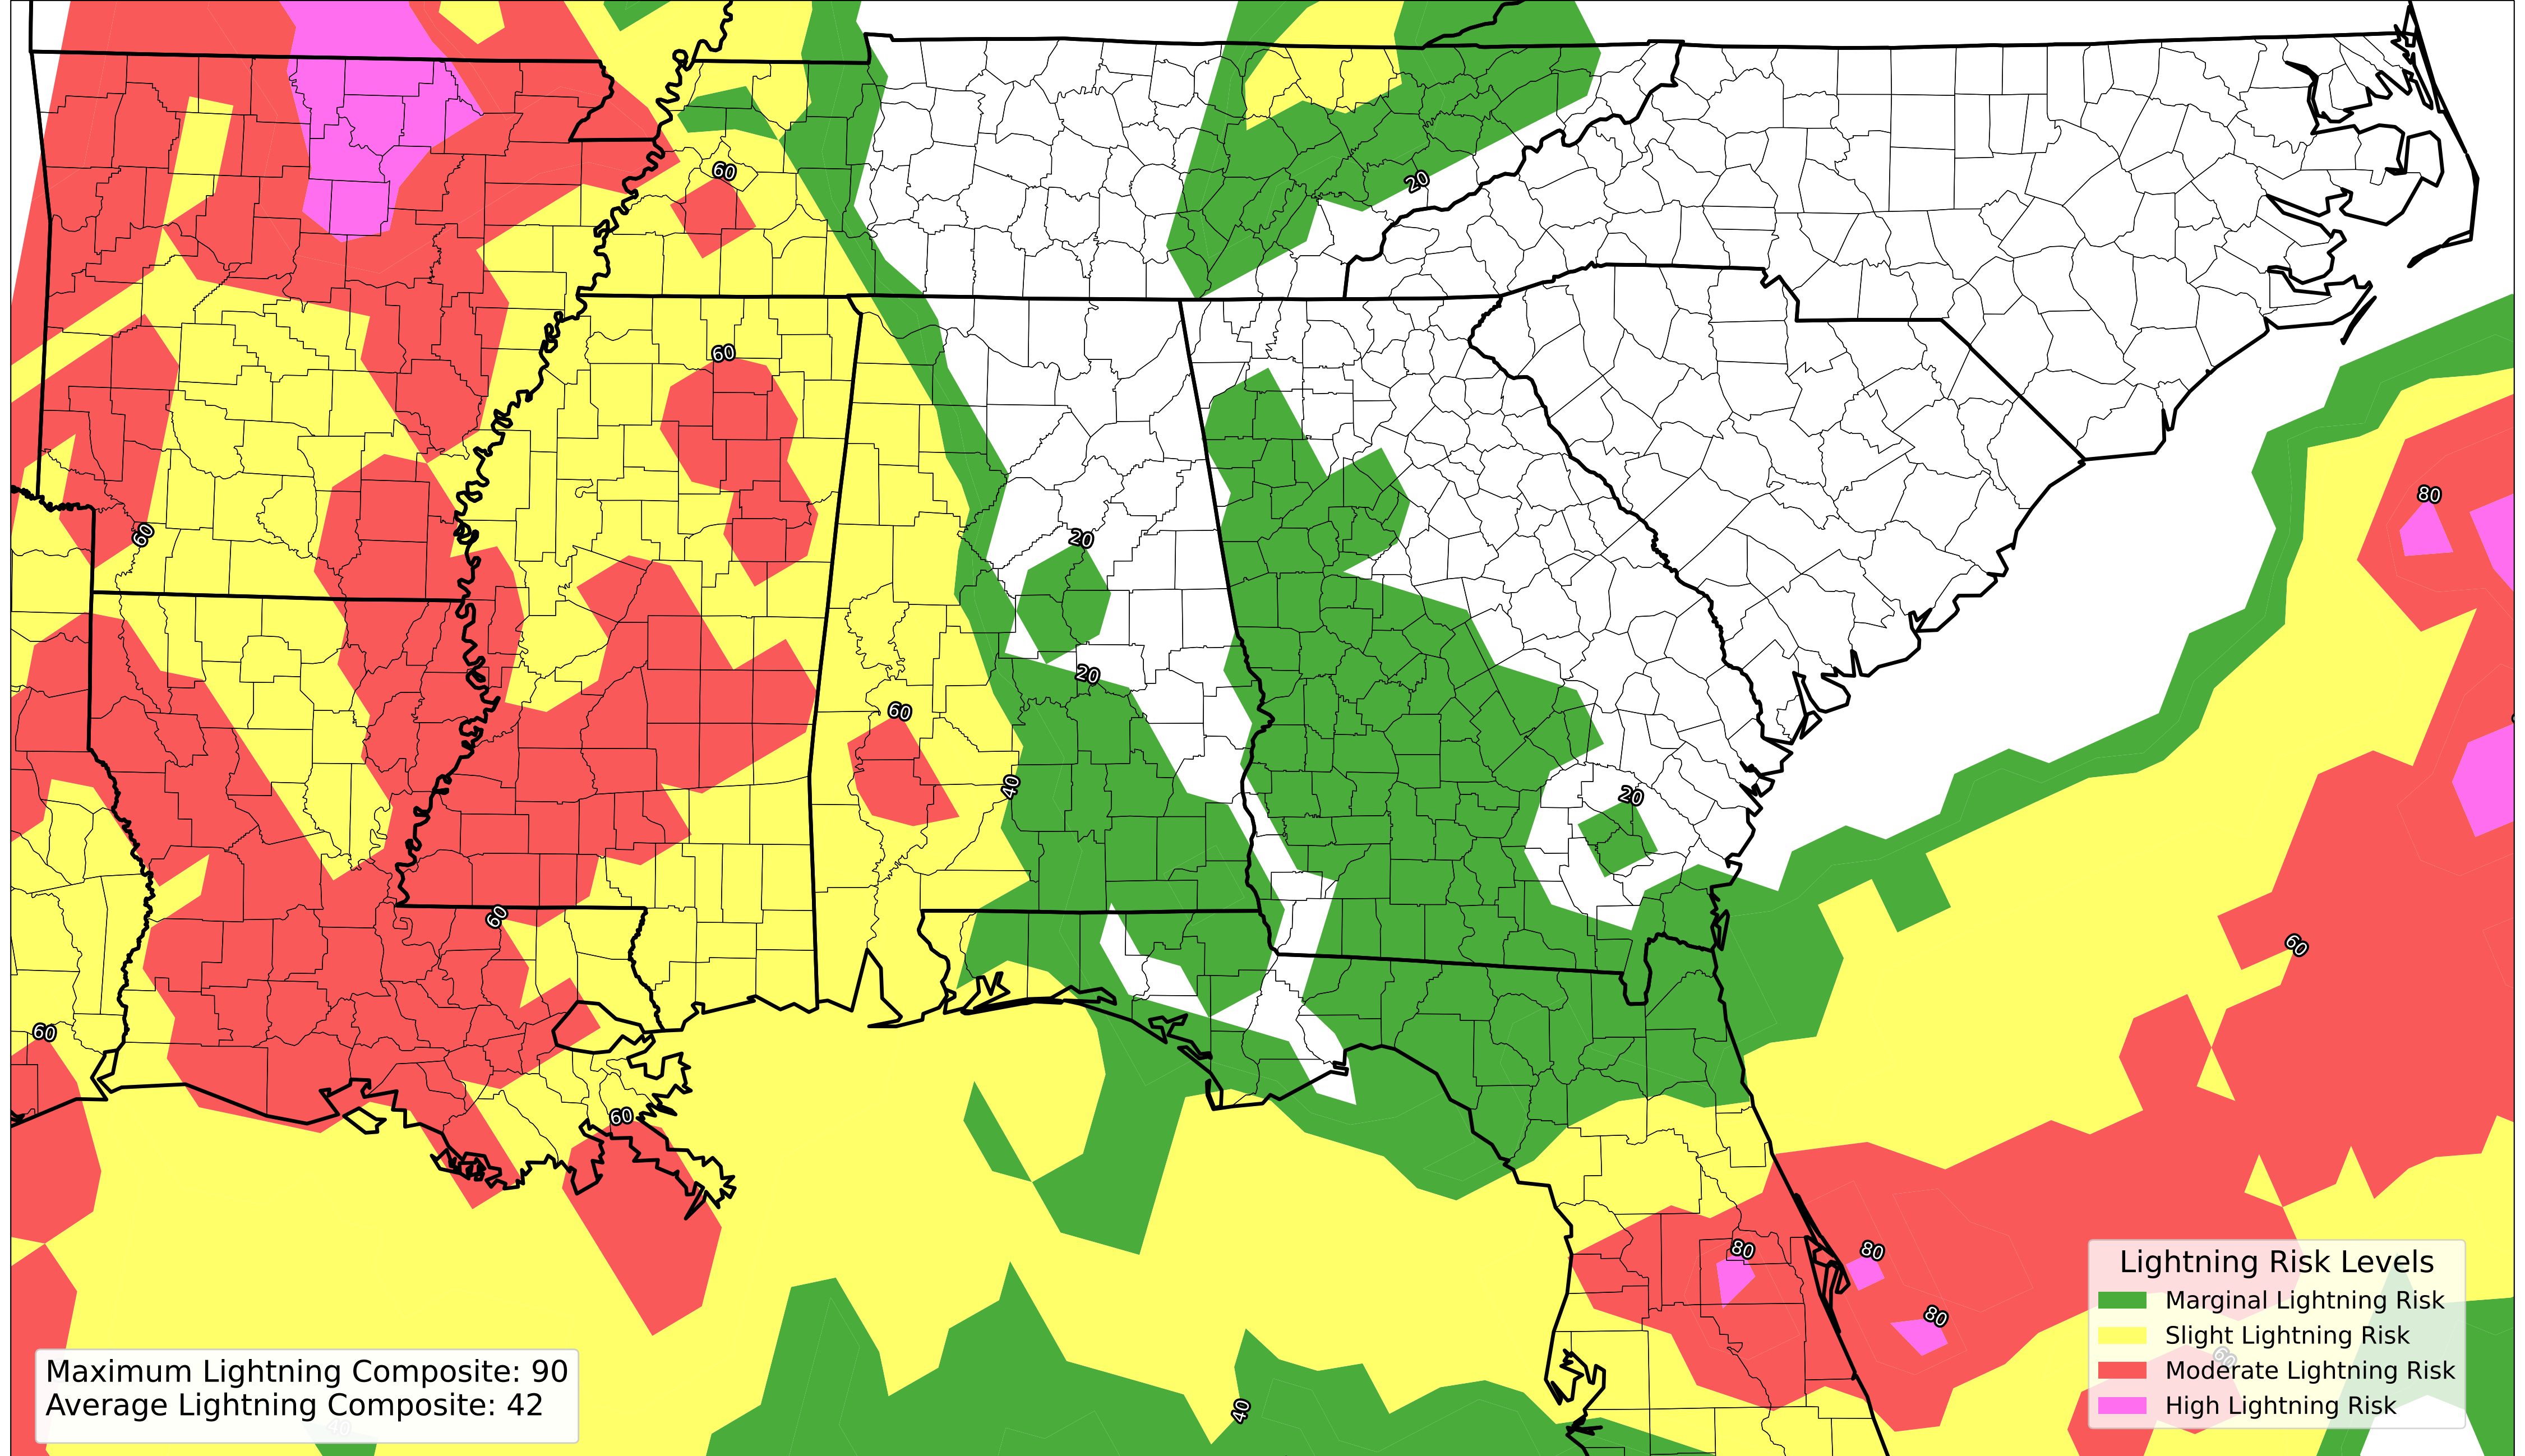 60
20
60
20
80
60
20
60
40
20
60
60
60
60
80
80
80
Lightning Risk Levels
Marginal Lightning Risk
Slight Lightning Risk
Moderate Lightning Risk
High Lightning Risk
60
Maximum Lightning Composite: 90
Average Lightning Composite: 42
40
40